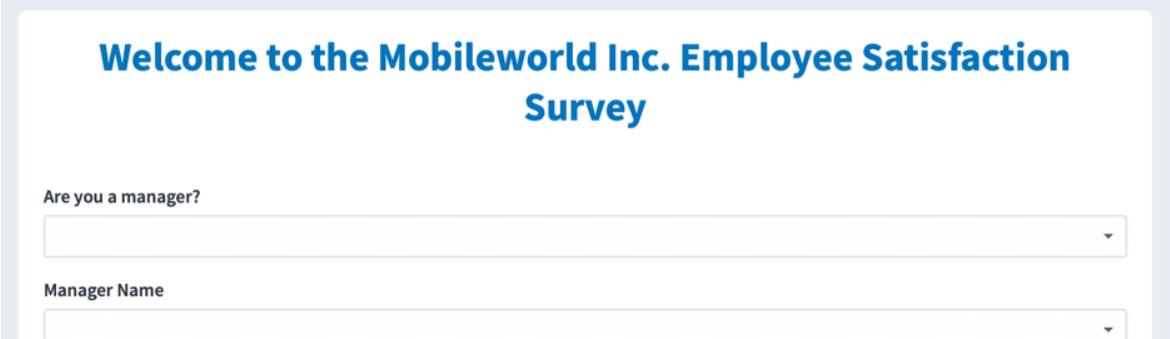 Welcome to the Mobileworld Inc. Employee Satisfaction
Survey
Are you a manager?
Manager Name